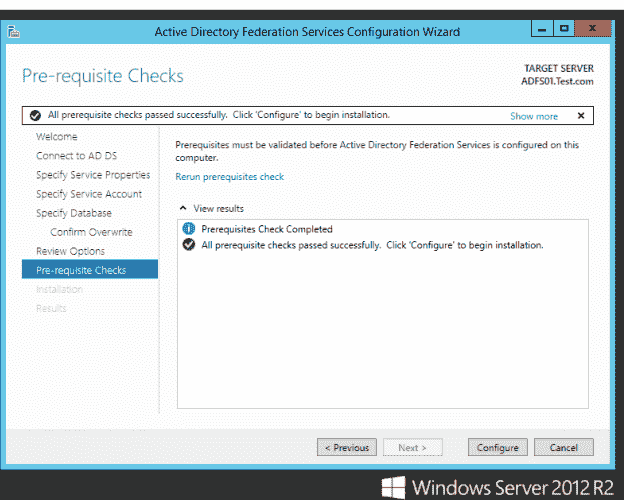 Active Directory Federation Services Configuration Wizard
Pre-requisite Checks
TARGET SERVER
ADFS01.Test.com
All prerequisite checks passed successfully. Click 'Configure' to begin installation.
Show more
Welcome
Connect to AD DS
Specify Service Properties
Specify Service Account
Specify Database
Confirm Overwrite
Review Options
Pre-requisite Checks
Installation
Results
Prerequisites must be validated before Active Directory Federation Services is configured on this
computer.
Rerun prerequisites check
View results
Prerequisites Check Completed
All prerequisite checks passed successfully. Click 'Configure' to begin installation.
< Previous
Next >
Configure
Cancel
Windows Server 2012 R2